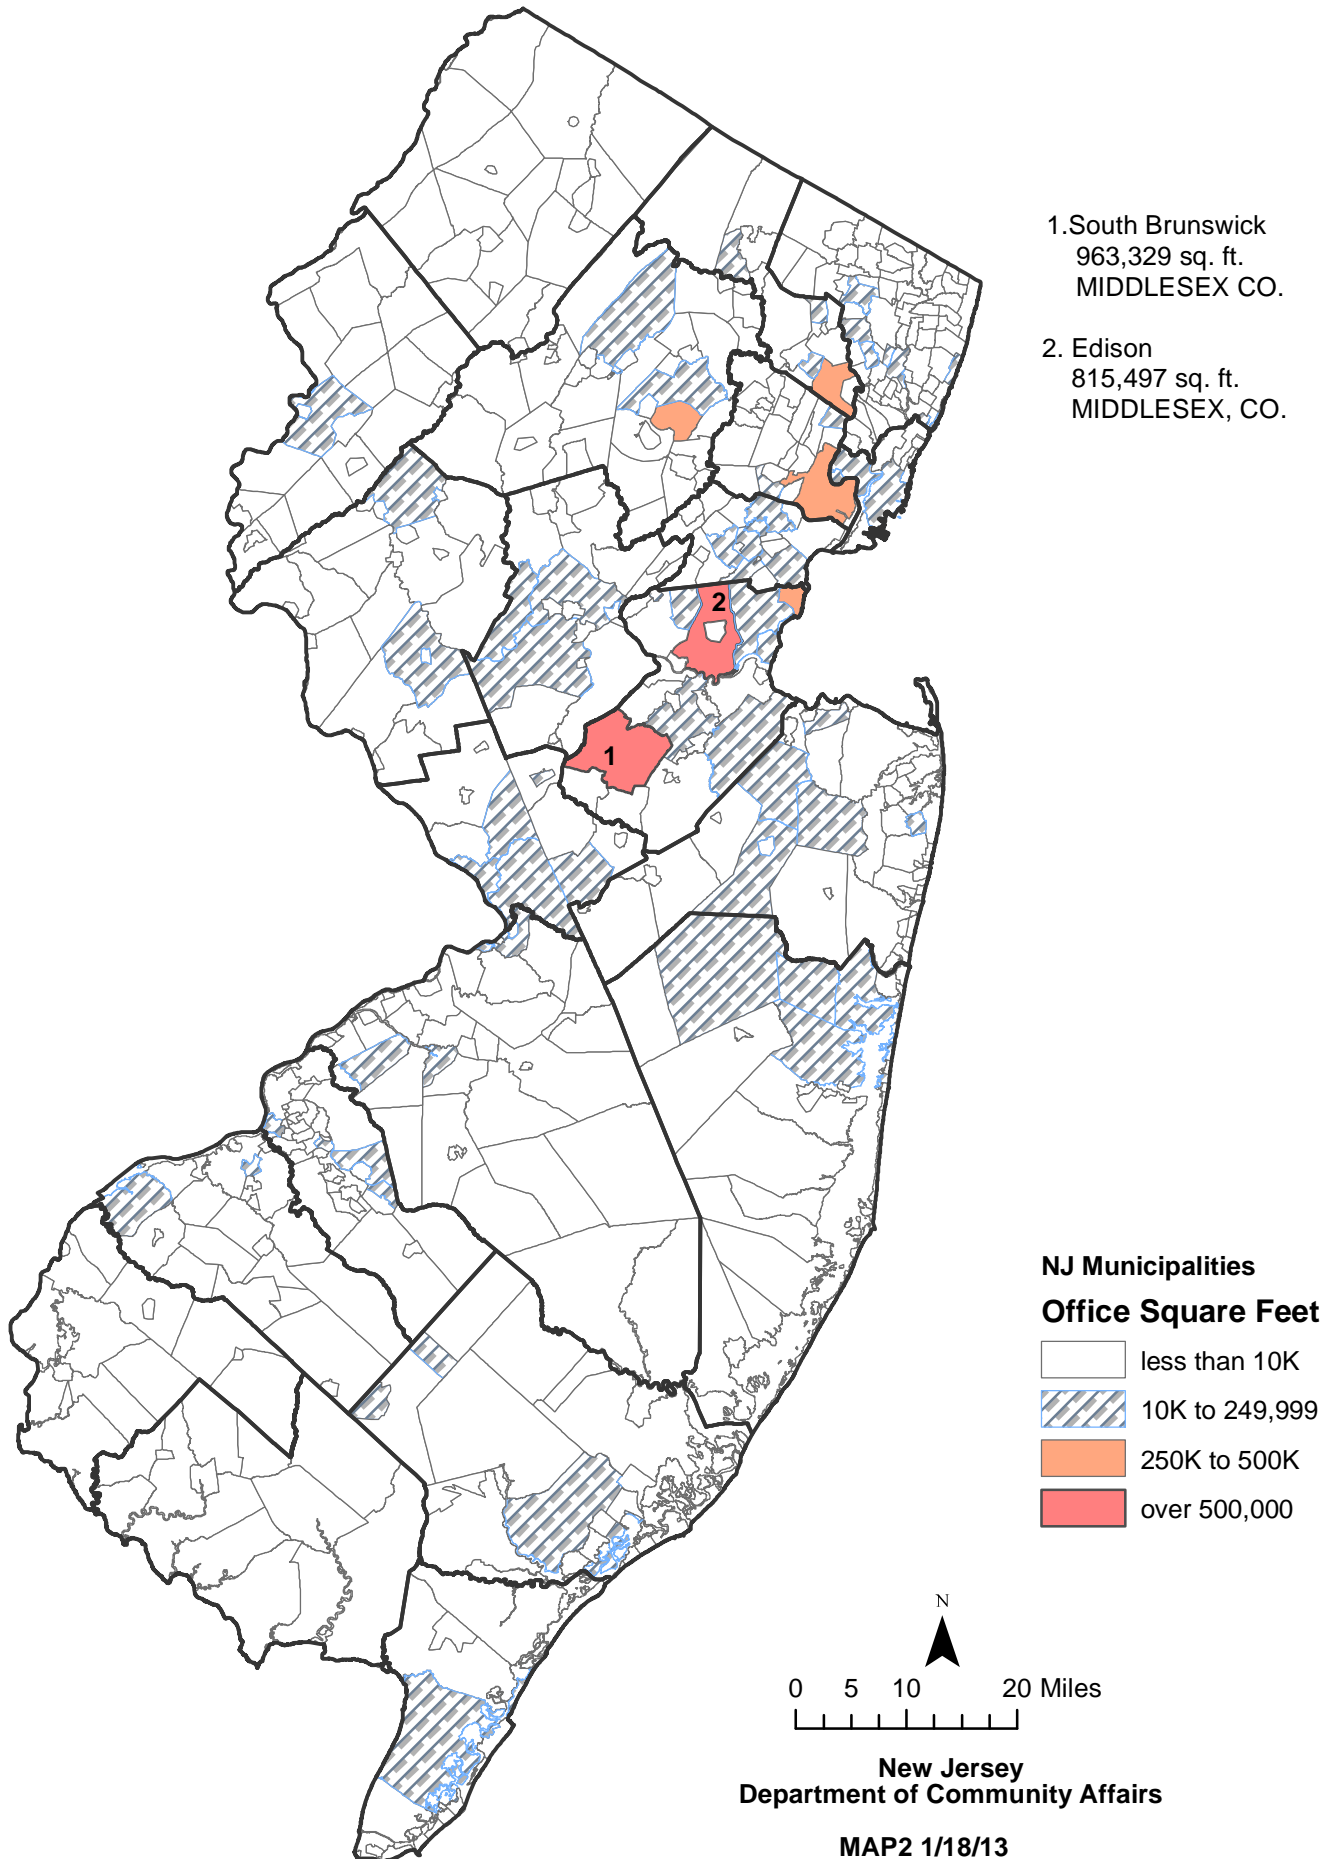 1.South Brunswick
963,329 sq. ft.
MIDDLESEX CO.
2. Edison
815,497 sq. ft.
MIDDLESEX, CO.
2
1
NJ Municipalities
Office Square Feet
less than 10K
10K to 249,999
250K to 500K
over 500,000
N
0 5 10 20 Miles
New Jersey
Department of Community Affairs
MAP2 1/18/13